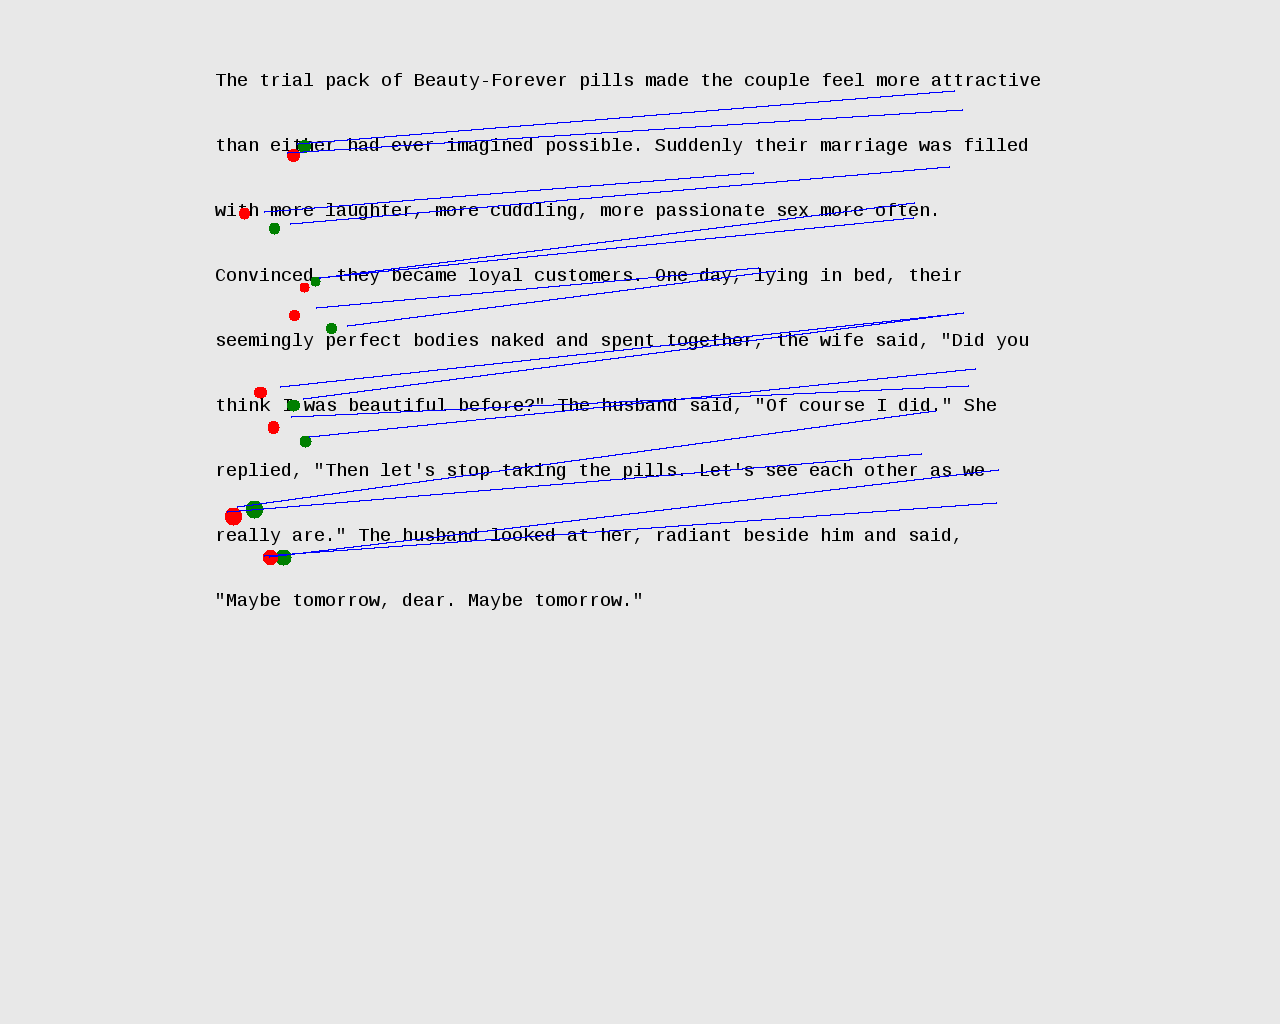 The trial pack of Beauty-Forever pills made the couple feel more attractive
than either had ever imagined possible. Suddenly their marriage was filled
with more laughter, more cuddling, more passionate sex more often.
Convinced, they became loyal customers. One day, lying in bed, their
seemingly perfect bodies naked and spent together, the wife said, "Did you
think I was beautiful before?" The husband said, "Of course I did." She
replied, "Then let's stop taking the pills. Let's see each other as we
really are." The husband looked at her, radiant beside him and said,
"Maybe tomorrow, dear. Maybe tomorrow."